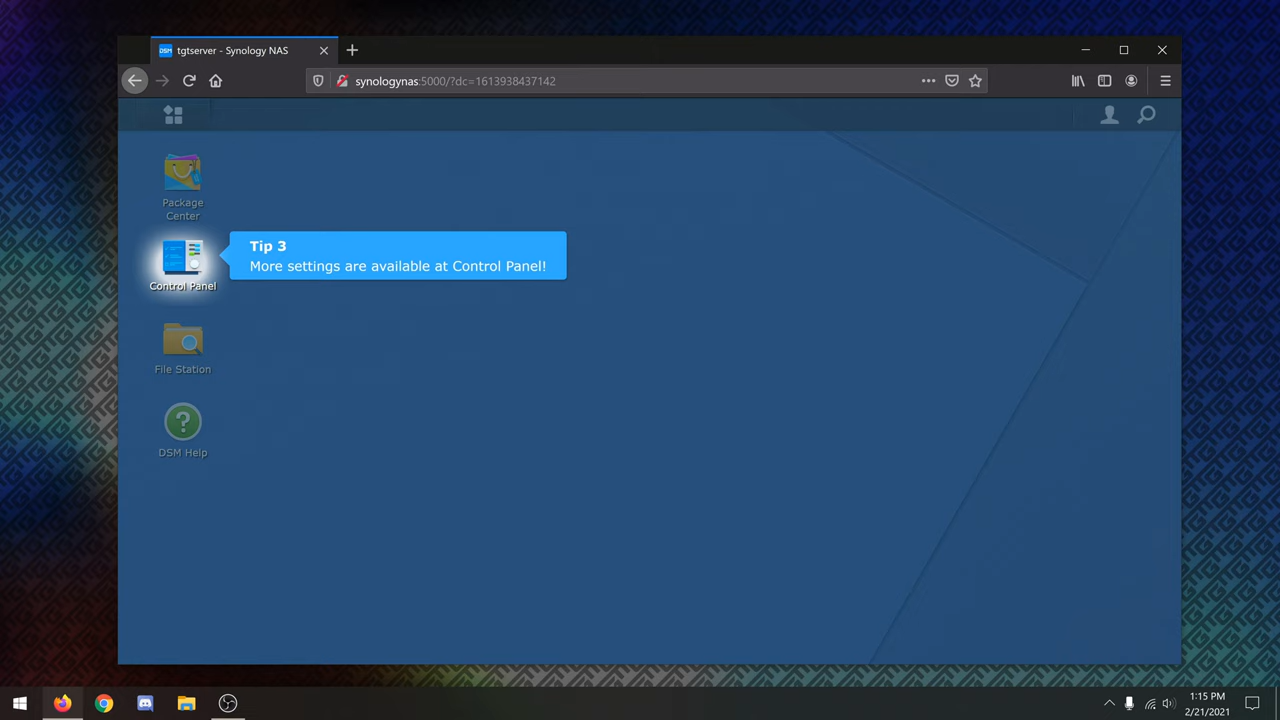 DSM tgtserver - Synology NAS
synologynas:5000/?dc=1613938437142
Package
Center
Tip 3
More settings are available at Control Panel!
Control Panel
File Station
?
DSM Help
1:15 PM
2/21/2021